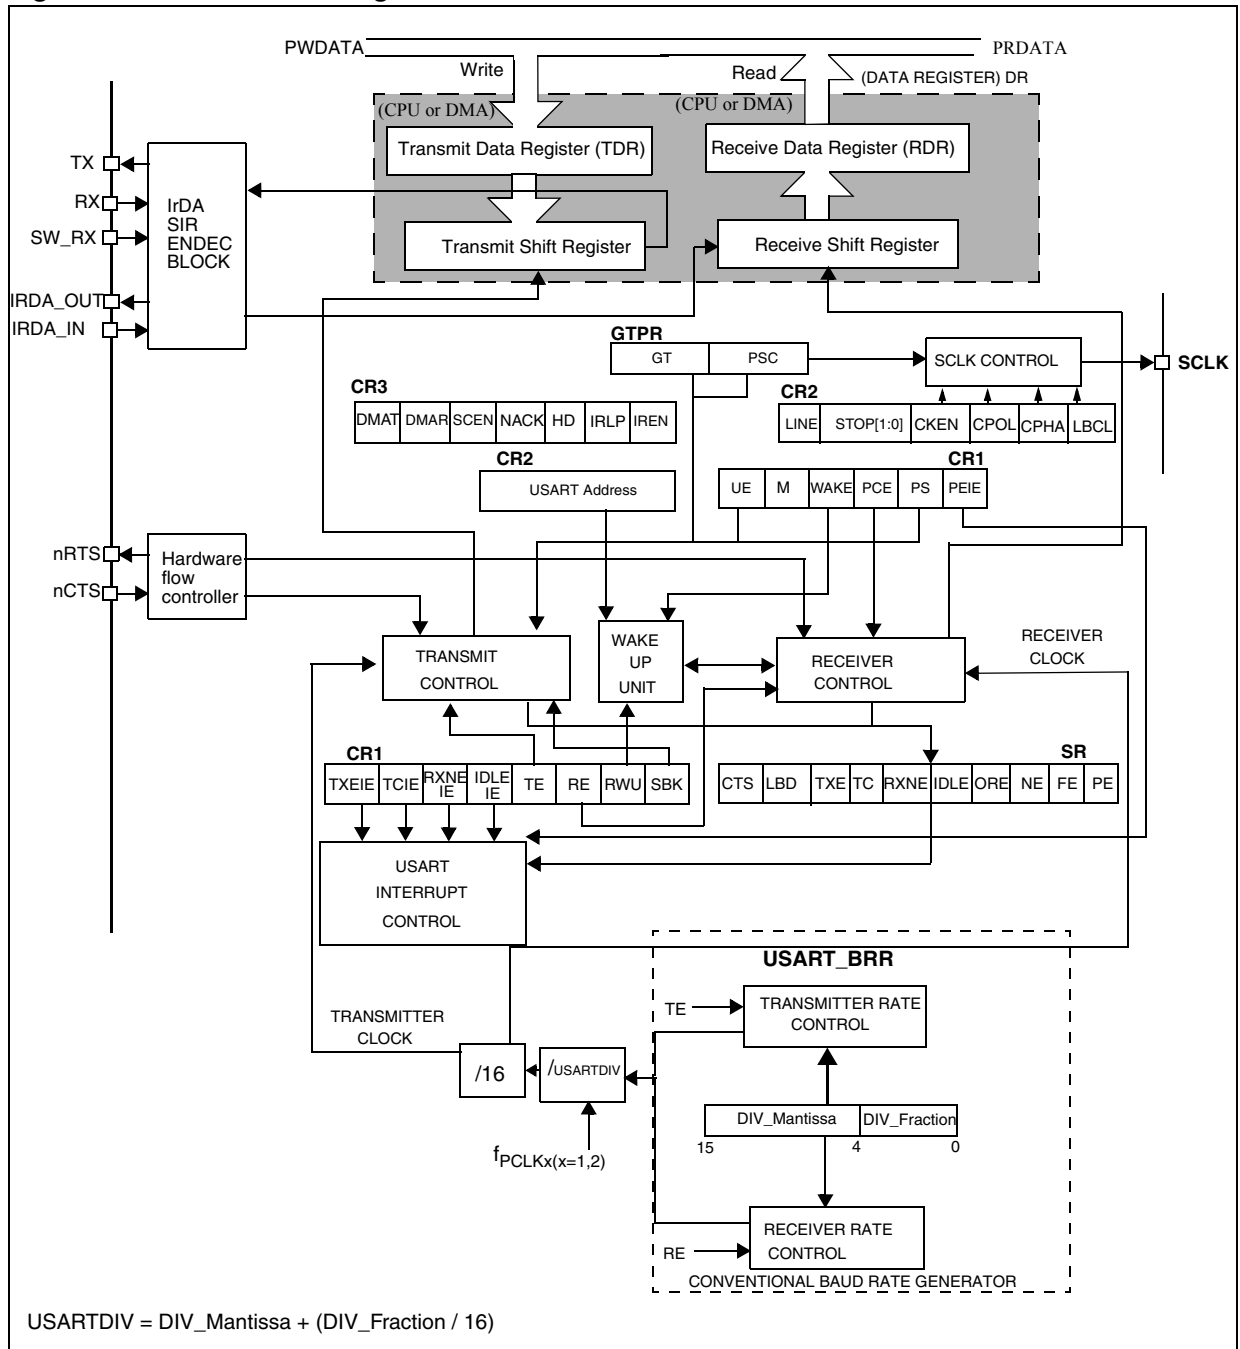 PWDATA
PRDATA
Write
Read
(DATA REGISTER) DR
(CPU or DMA)
(CPU or DMA)
Transmit Data Register (TDR)
Receive Data Register (RDR)
TX
RX
SW_RX
IRDA_OUT
IRDA_IN
IrDA
SIR
ENDEC
BLOCK
Transmit Shift Register
Receive Shift Register
GTPR
GT
PSC
SCLK CONTROL
SCLK
CR3
DMAT DMAR SCEN NACK HD IRLP IREN
CR2
LINE STOP[1:0] CKEN CPOL CPHA LBCL
CR2
USART Address
CR1
UE M WAKE PCE PS PEIE
nRTS
nCTS
Hardware
flow
controller
TRANSMIT
CONTROL
WAKE
UP
UNIT
RECEIVER
CONTROL
RECEIVER
CLOCK
CR1
TXEIE TCIE RXNE IE IDLE IE TE RE RWU SBK
SR
CTS LBD TXE TC RXNE IDLE ORE NE FE PE
USART
INTERRUPT
CONTROL
USART_BRR
TE
TRANSMITTER RATE
CONTROL
TRANSMITTER
CLOCK
/16
/USARTDIV
DIV_Mantissa
DIV_Fraction
15
4
0
fPCLKx(x=1,2)
RE
RECEIVER RATE
CONTROL
CONVENTIONAL BAUD RATE GENERATOR
USARTDIV = DIV_Mantissa + (DIV_Fraction / 16)